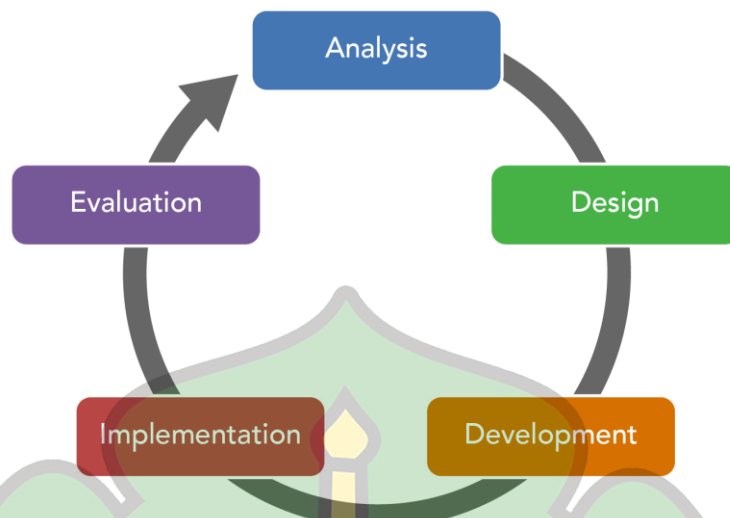 Analysis
Design
Development
Implementation
Evaluation